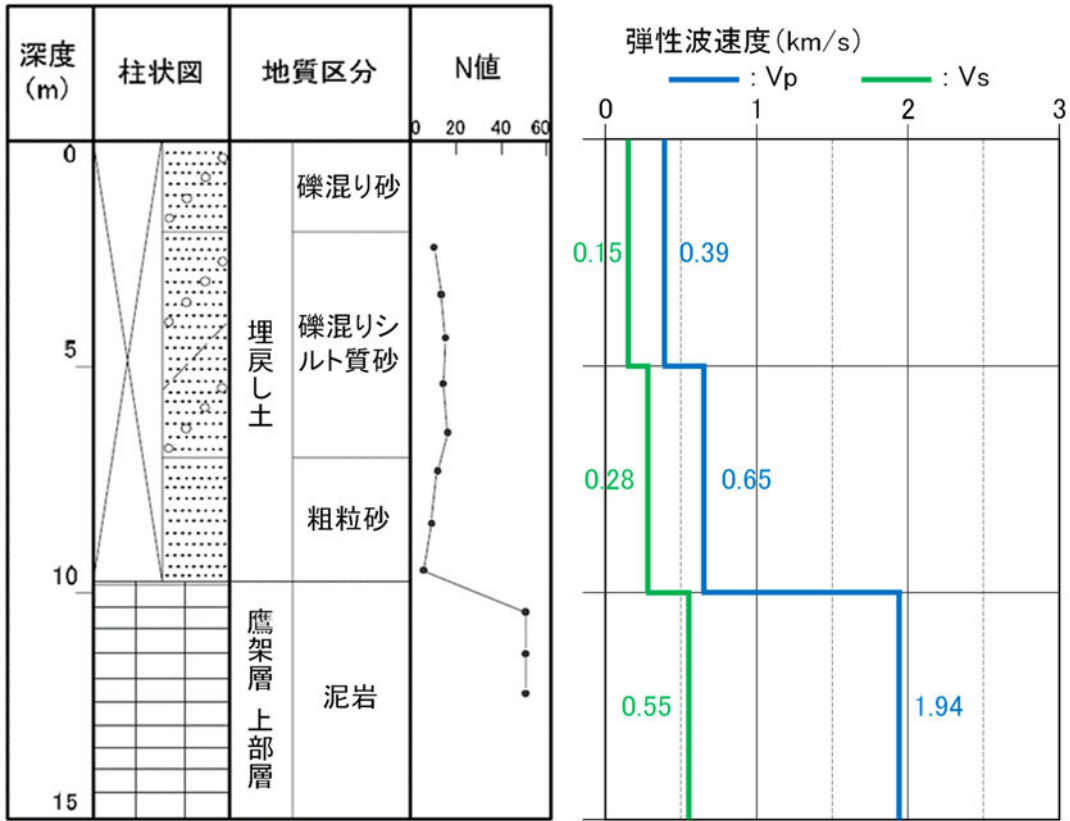 深度
(m)
柱状図
地質区分
N値
0 20 40 60
0
5
10
15
埋戻し土
礫混り砂
礫混りシ
ルト質砂
粗粒砂
鷹架層 上部層
泥岩
弾性波速度(km/s)
: Vp : Vs
0 1 2 3
0.15 0.39
0.28 0.65
0.55 1.94